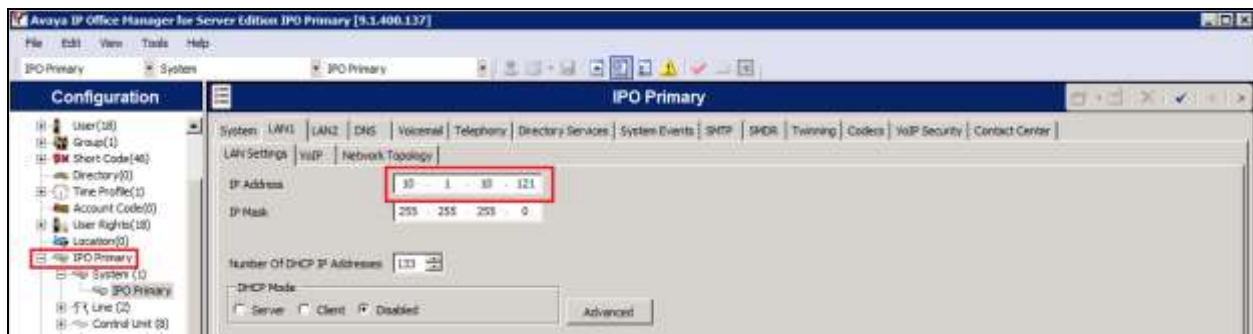 Avaya IP Office Manager for Server Edition IPO Primary [9.1.400.137]
File Edit View Tools Help
IPO Primary System IPO Primary
Configuration
IPO Primary
User(18)
Group(1)
Short Code(46)
Directory(0)
Time Profile(1)
Account Code(0)
User Rights(18)
Location(0)
IPO Primary
System (1)
IPO Primary
Line (2)
Control Unit (8)
System LAN1 LAN2 DNS Voicemail Telephony Directory Services System Events SMTP SMDR Twinning Codecs VoIP Security Contact Center
LAN Settings VoIP Network Topology
IP Address 10 . 1 . 10 . 121
IP Mask 255 . 255 . 255 . 0
Number Of DHCP IP Addresses 133
DHCP Mode
Server Client Disabled Advanced